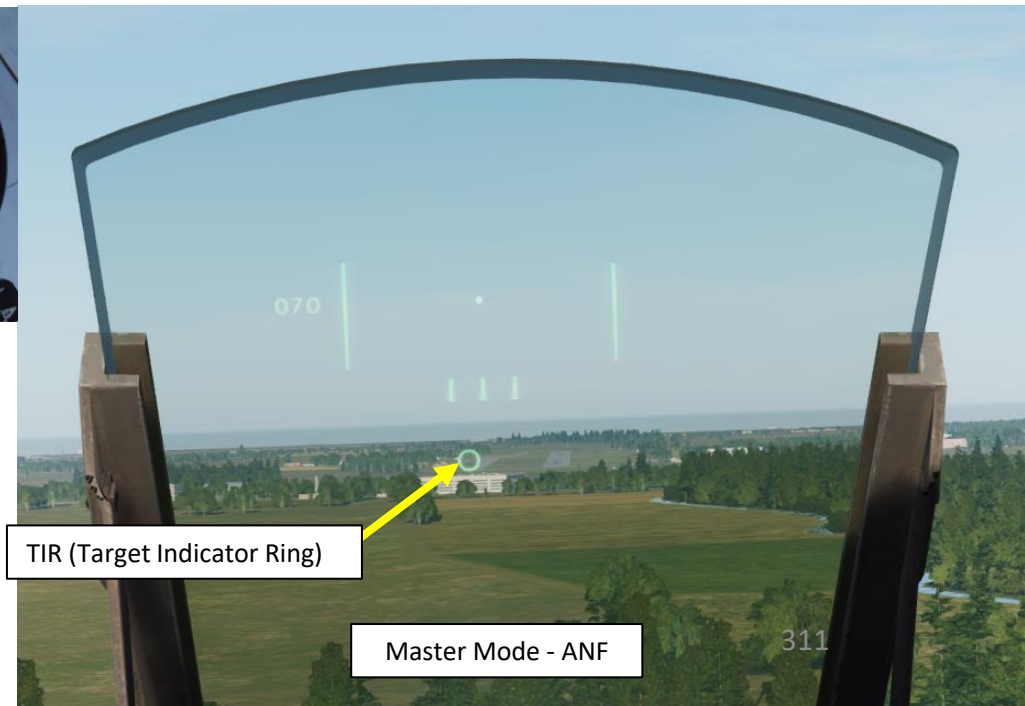 070
TIR (Target Indicator Ring)
Master Mode - ANF
311